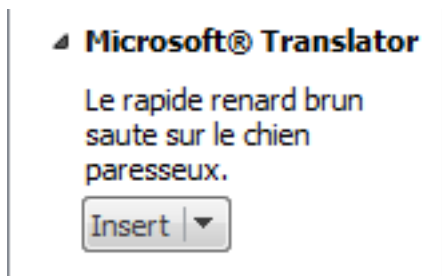 Microsoft® Translator
Le rapide renard brun
saute sur le chien
paresseux.
Insert